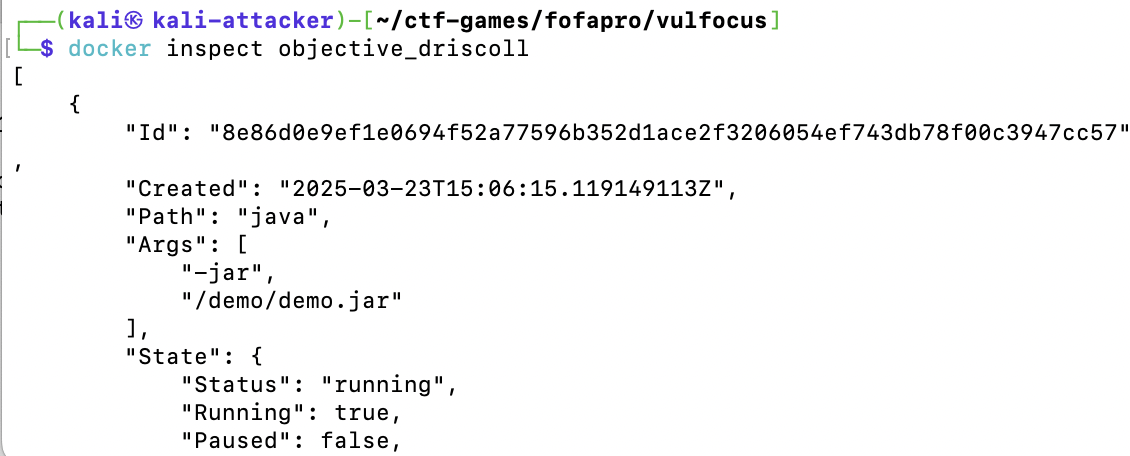 ┌──(kali㉿kali-attacker)-[~/ctf-games/fofapro/vulfocus]
└─$ docker inspect objective_driscoll
[
    {
        "Id": "8e86d0e9ef1e0694f52a77596b352d1ace2f3206054ef743db78f00c3947cc57"
,
        "Created": "2025-03-23T15:06:15.119149113Z",
        "Path": "java",
        "Args": [
            "-jar",
            "/demo/demo.jar"
        ],
        "State": {
            "Status": "running",
            "Running": true,
            "Paused": false,